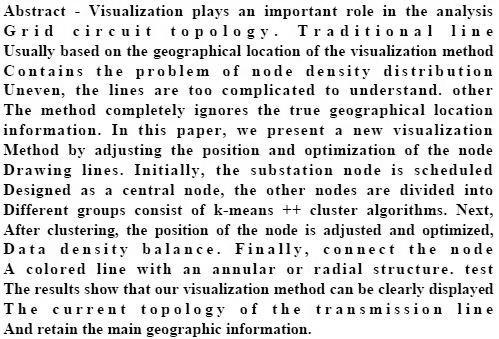 Abstract - Visualization plays an important role in the analysis
Grid circuit topology. Traditional line
Usually based on the geographical location of the visualization method
Contains the problem of node density distribution
Uneven, the lines are too complicated to understand. other
The method completely ignores the true geographical location
information. In this paper, we present a new visualization
Method by adjusting the position and optimization of the node
Drawing lines. Initially, the substation node is scheduled
Designed as a central node, the other nodes are divided into
Different groups consist of k-means ++ cluster algorithms. Next,
After clustering, the position of the node is adjusted and optimized,
Data density balance. Finally, connect the node
A colored line with an annular or radial structure. test
The results show that our visualization method can be clearly displayed
The current topology of the transmission line
And retain the main geographic information.